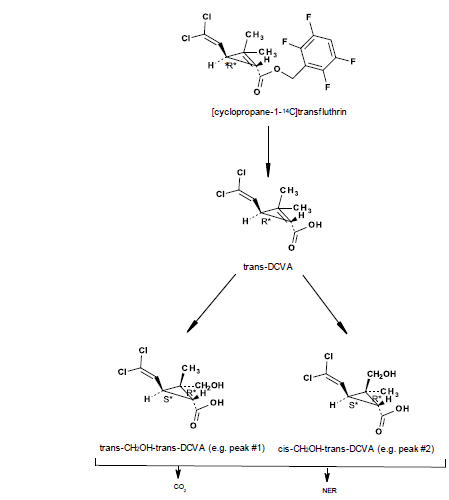 Cl
Cl
CH3
CH3
H
*R*
H
O
O
F
F
F
F
[cyclopropane-1-14C]transfluthrin
Cl
Cl
CH3
CH3
H
R*
H
OH
O
trans-DCVA
Cl
Cl
CH3
CH2OH
H
S*
R*
H
OH
O
Cl
Cl
CH2OH
CH3
H
S*
R*
H
OH
O
trans-CH2OH-trans-DCVA (e.g. peak #1)
cis-CH2OH-trans-DCVA (e.g. peak #2)
CO2
NER